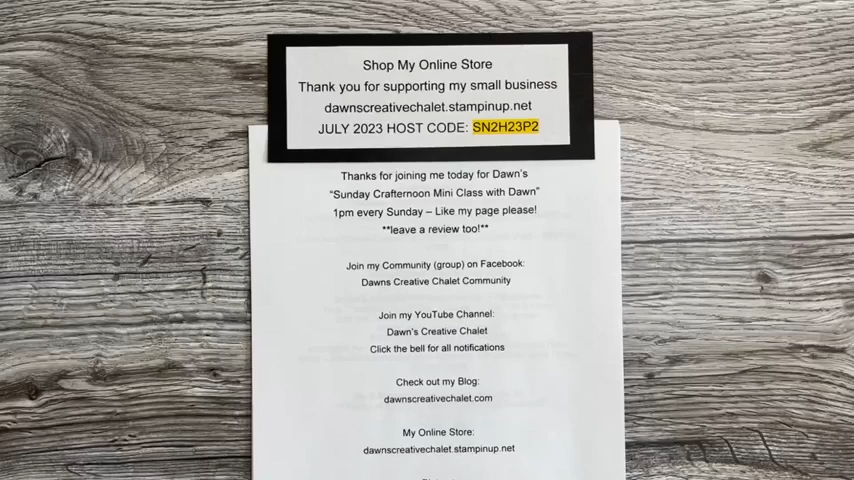 Shop My Online Store
Thank you for supporting my small business
dawnscreativechalet.stampinup.net
JULY 2023 HOST CODE: SN2H23P2
Thanks for joining me today for Dawn's
"Sunday Crafternoon Mini Class with Dawn"
1pm every Sunday – Like my page please!
**leave a review too!**
Join my Community (group) on Facebook:
Dawns Creative Chalet Community
Join my YouTube Channel:
Dawn's Creative Chalet
Click the bell for all notifications
Check out my Blog:
dawnscreativechalet.com
My Online Store:
dawnscreativechalet.stampinup.net